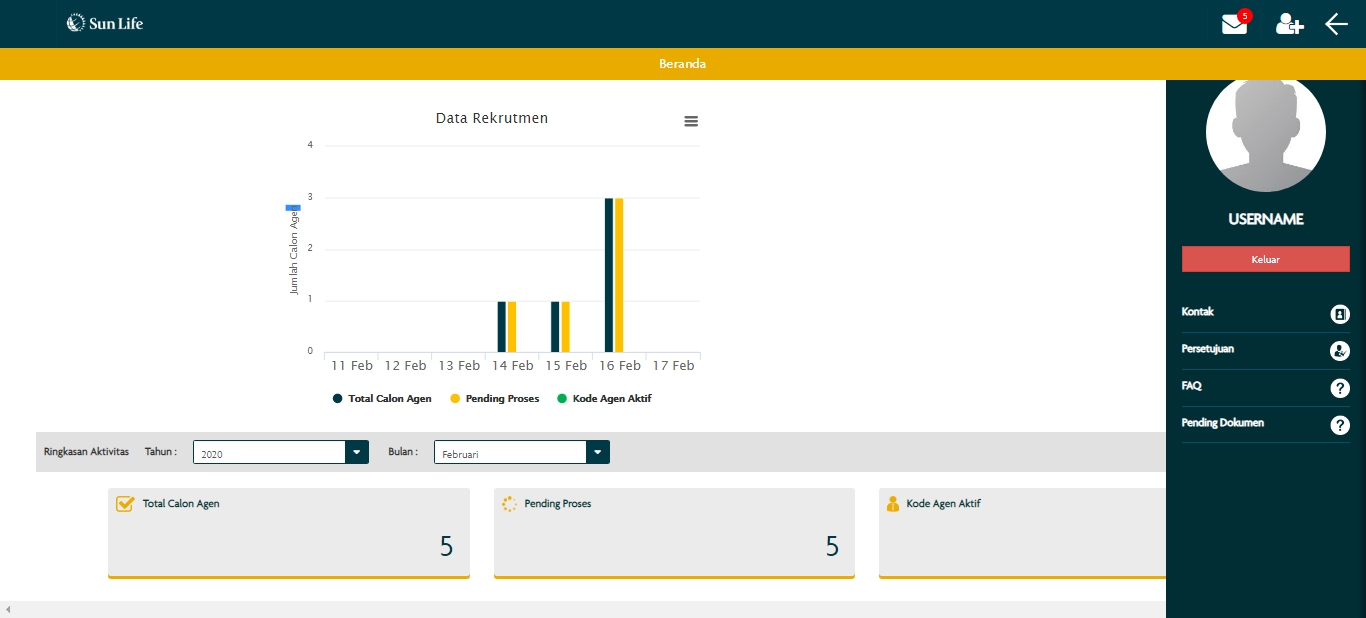 Sun Life
5
Beranda
Data Rekrutmen
4
3
2
1
0
Jumlah Calon Agen
11 Feb 12 Feb 13 Feb 14 Feb 15 Feb 16 Feb 17 Feb
Total Calon Agen Pending Proses Kode Agen Aktif
Ringkasan Aktivitas Tahun : 2020 Bulan : Februari
Total Calon Agen
5
Pending Proses
5
Kode Agen Aktif
USERNAME
Keluar
Kontak
Persetujuan
FAQ
?
Pending Dokumen
?